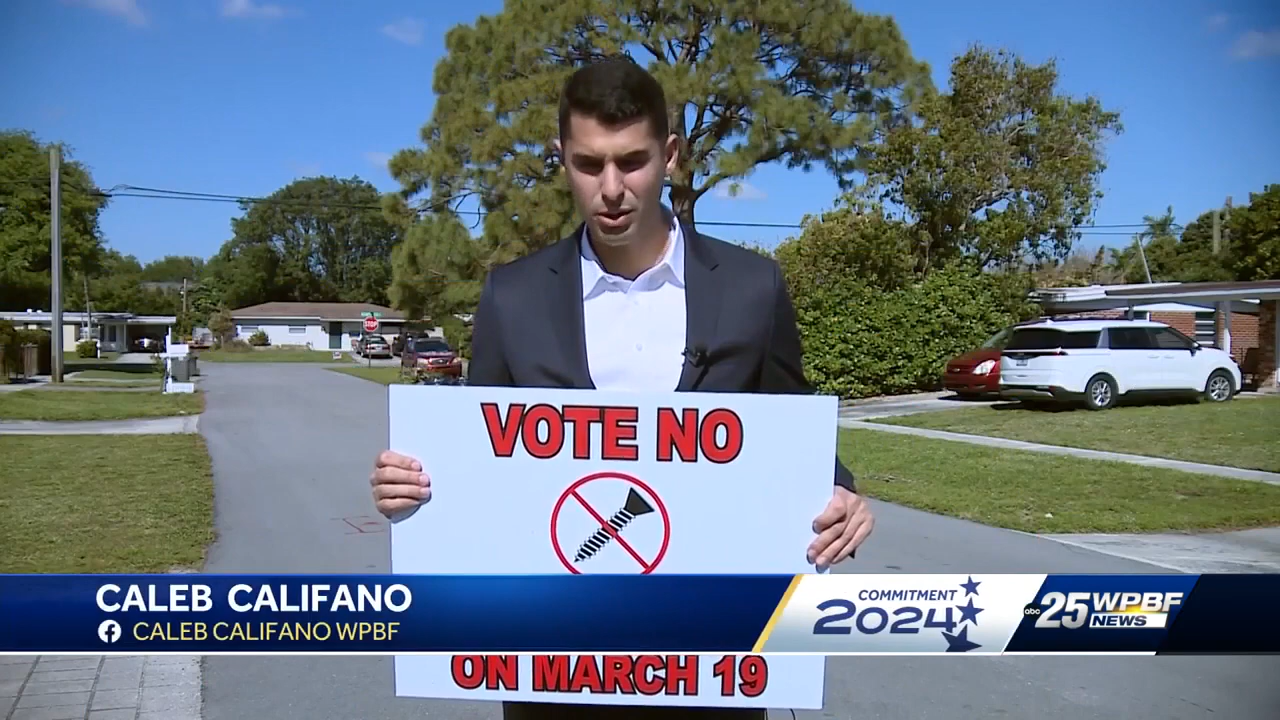 STOP
VOTE NO
CALEB CALIFANO
CALEB CALIFANO WPBF
COMMITMENT
2024
abc 25 WPBF
NEWS
ON MARCH 19